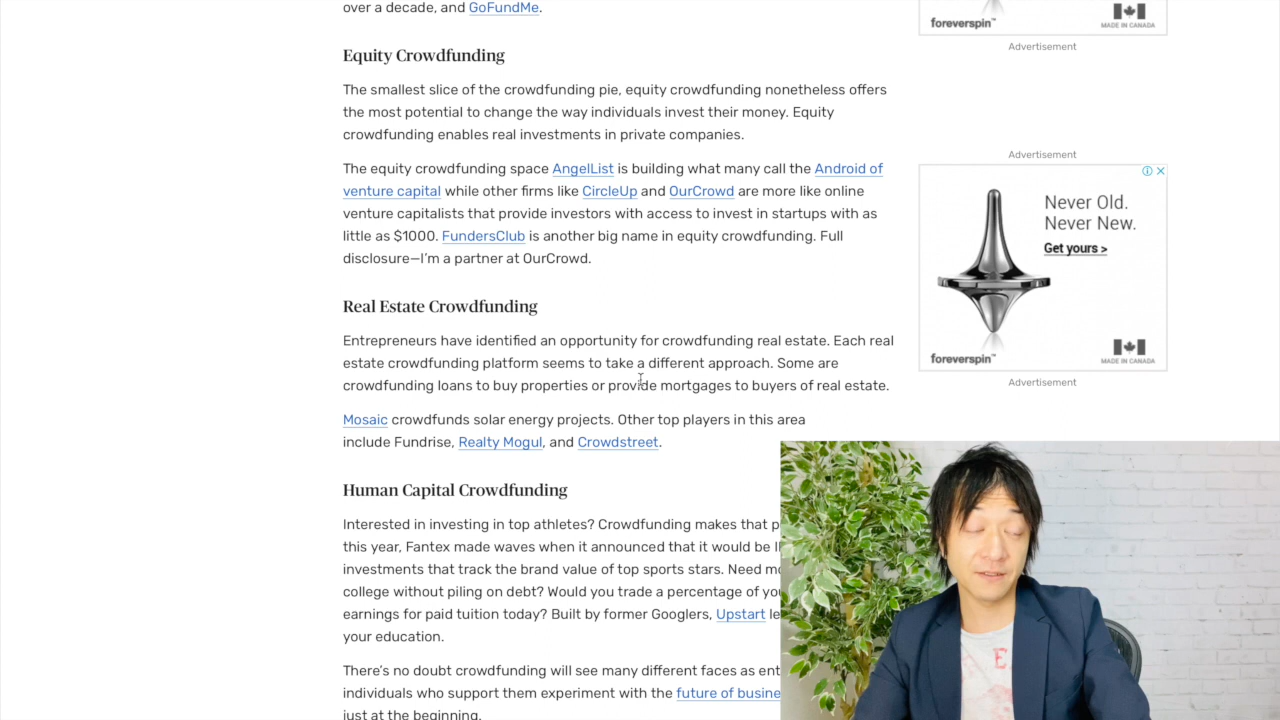 over a decade, and GoFundMe.
Equity Crowdfunding
The smallest slice of the crowdfunding pie, equity crowdfunding nonetheless offers
the most potential to change the way individuals invest their money. Equity
crowdfunding enables real investments in private companies.
The equity crowdfunding space AngelList is building what many call the Android of
venture capital while other firms like CircleUp and OurCrowd are more like online
venture capitalists that provide investors with access to invest in startups with as
little as $1000. FundersClub is another big name in equity crowdfunding. Full
disclosure—I'm a partner at OurCrowd.
Real Estate Crowdfunding
Entrepreneurs have identified an opportunity for crowdfunding real estate. Each real
estate crowdfunding platform seems to take a different approach. Some are
crowdfunding loans to buy properties or provide mortgages to buyers of real estate.
Mosaic crowdfunds solar energy projects. Other top players in this area
include Fundrise, Realty Mogul, and Crowdstreet.
Human Capital Crowdfunding
Interested in investing in top athletes? Crowdfunding makes that p
this year, Fantex made waves when it announced that it would be
investments that track the brand value of top sports stars. Need mo
college without piling on debt? Would you trade a percentage of you
earnings for paid tuition today? Built by former Googlers, Upstart le
your education.
There's no doubt crowdfunding will see many different faces as ent
individuals who support them experiment with the future of busine
just at the beginning.
foreverspin™
MADE IN CANADA
Advertisement
Advertisement
Never Old.
Never New.
Get yours >
foreverspin™
MADE IN CANADA
Advertisement
E